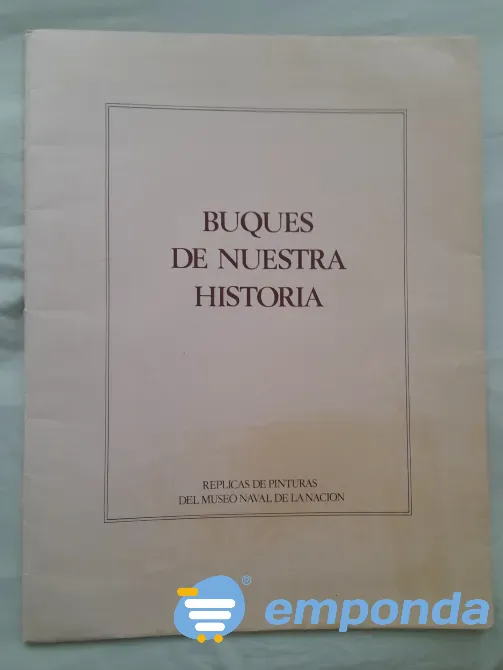 BUQUES
DE NUESTRA
HISTORIA
REPLICAS DE PINTURAS
DEL MUSEO NAVAL DE LA NACION
® emponda